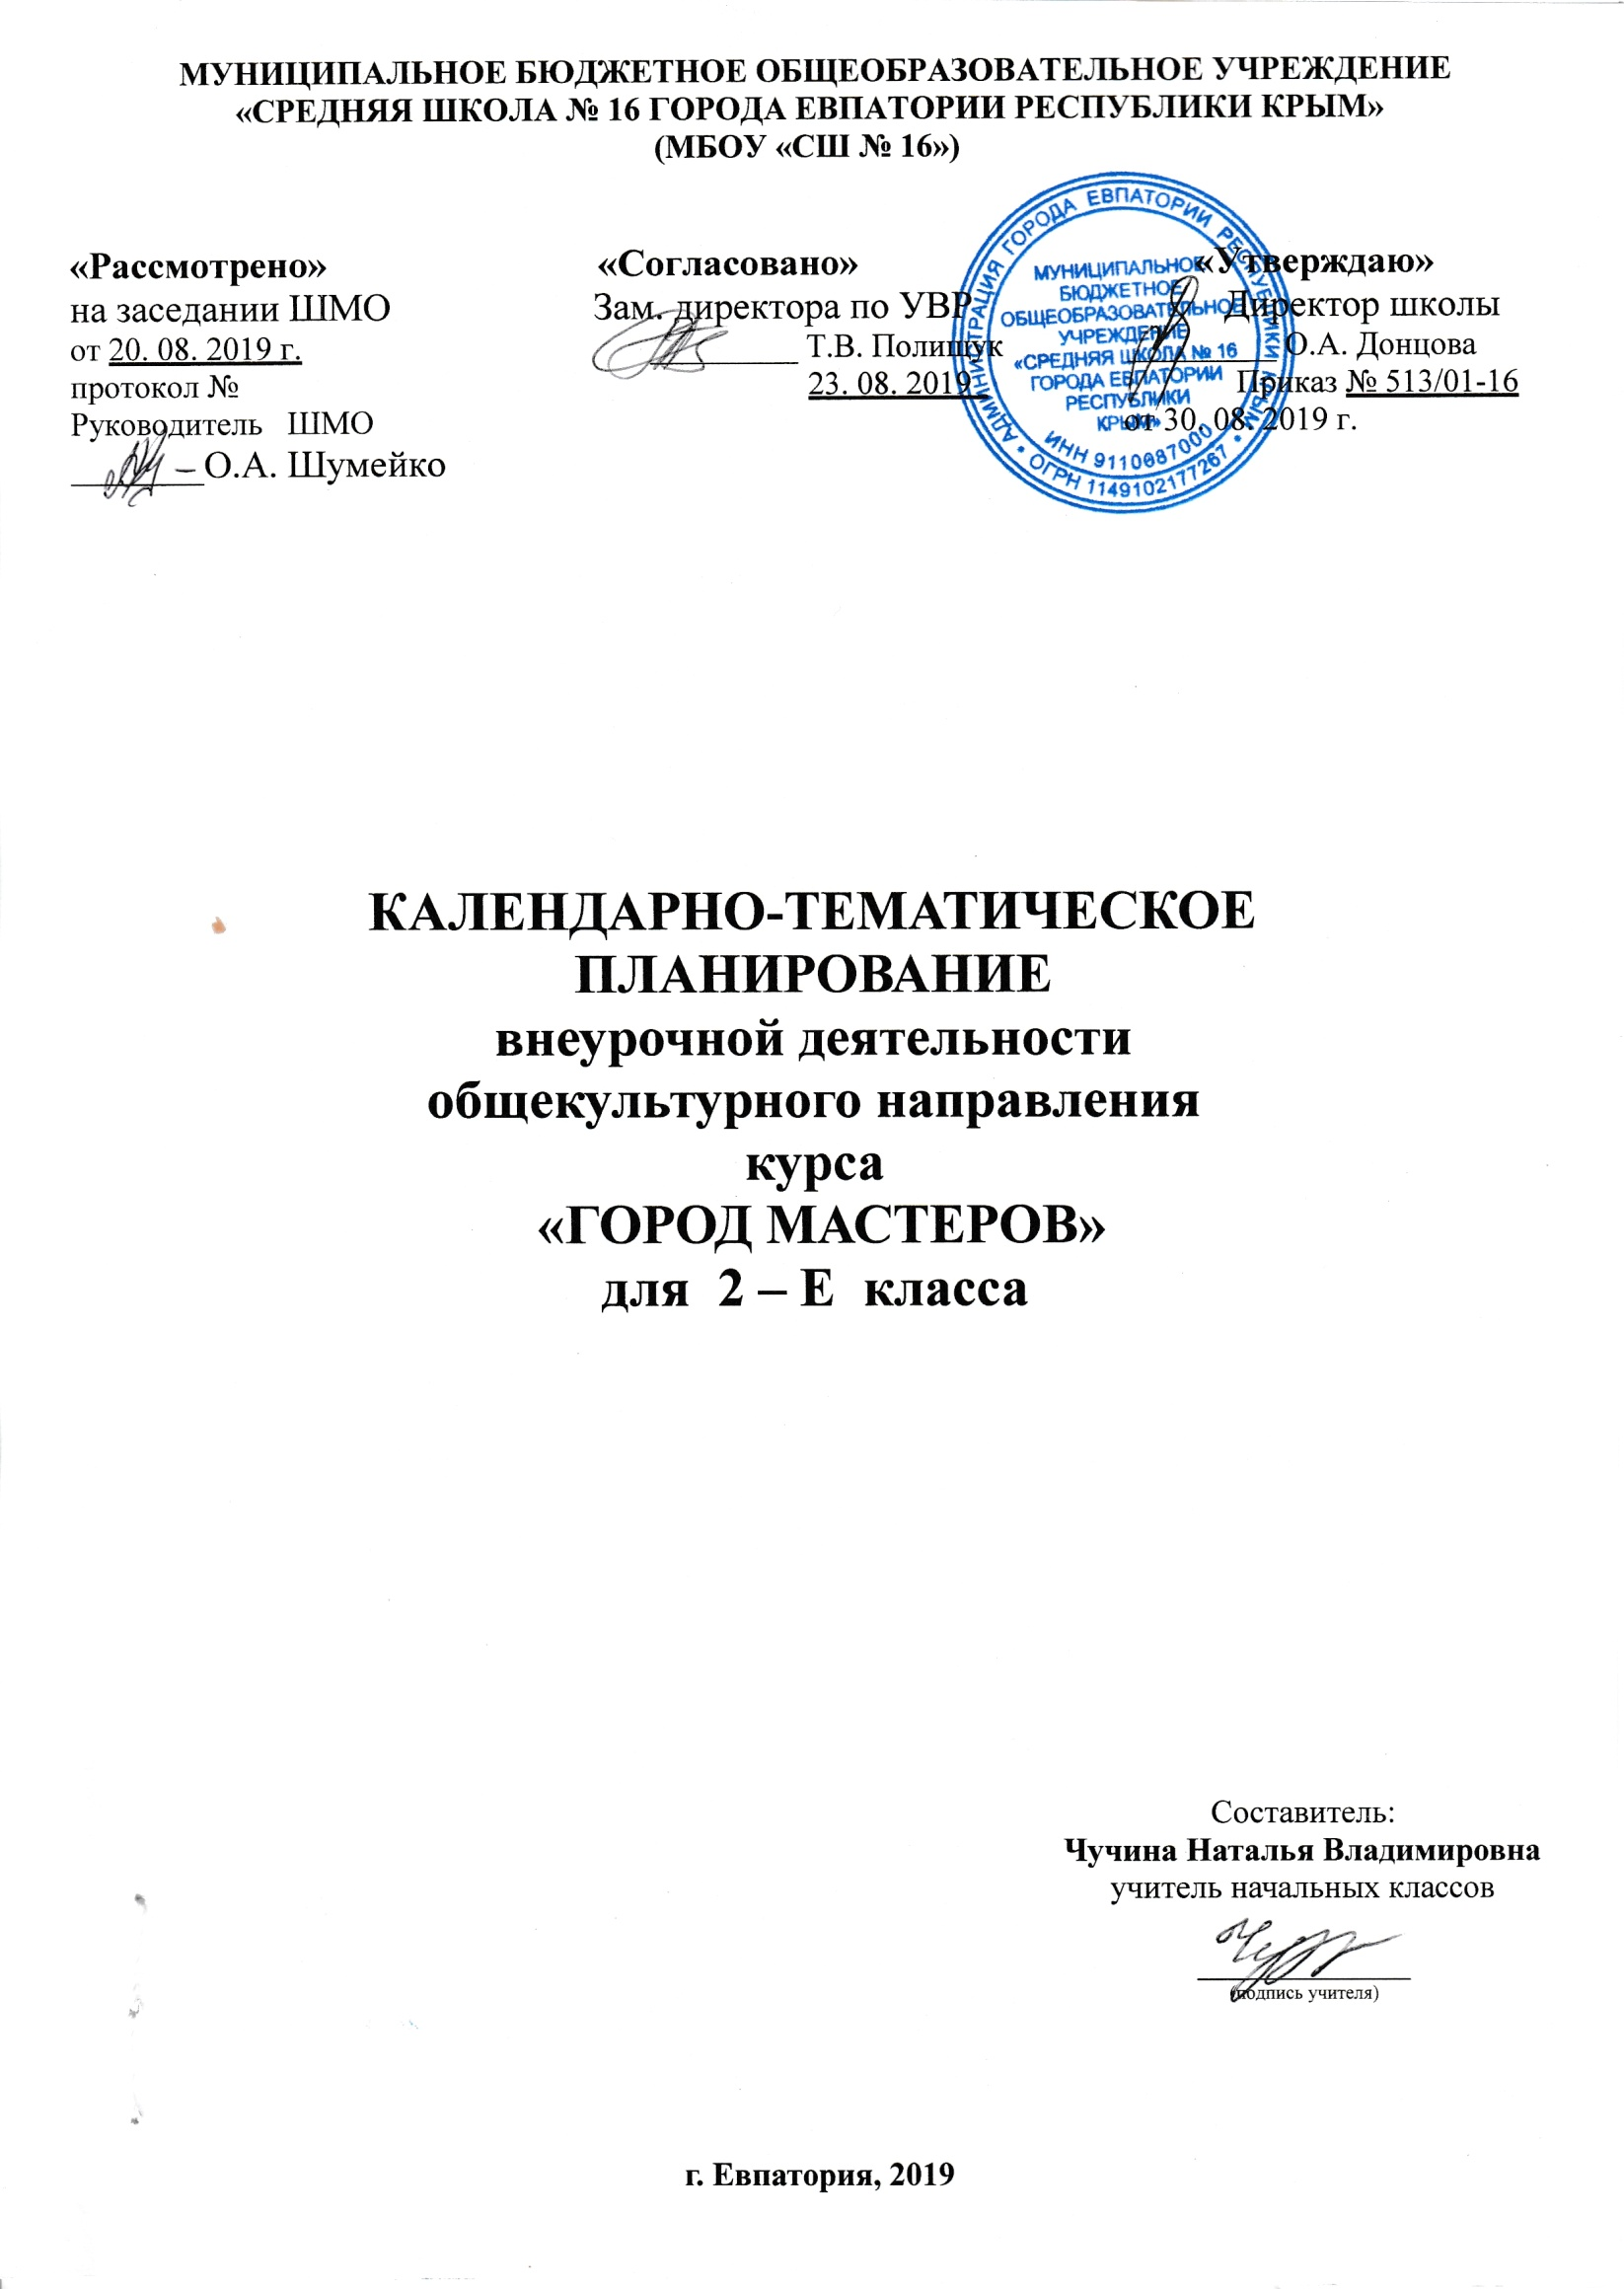 МУНИЦИПАЛЬНОЕ БЮДЖЕТНОЕ ОБЩЕОБРАЗОВАТЕЛЬНОЕ УЧРЕЖДЕНИЕ
«СРЕДНЯЯ ШКОЛА № 16 ГОРОДА ЕВПАТОРИИ РЕСПУБЛИКИ КРЫМ»
(МБОУ «СШ № 16»)
«Рассмотрено»
на заседании ШМО
от 20. 08. 2019 г.
протокол №
Руководитель ШМО
О.А. Шумейко
«Согласовано»
Зам. директора по УВР
Т.В. Полищук
23. 08. 2019
«Утверждаю»
Директор школы
О.А. Донцова
Приказ № 513/01-16
от 30. 08. 2019 г.
АДМИНИСТРАЦИЯ ГОРОДА ЕВПАТОРИИ РЕСПУБЛИКИ КРЫМ • ОГРН 1149102177267 •
ИНН 9110087000
МУНИЦИПАЛЬНОЕ
БЮДЖЕТНОЕ
ОБЩЕОБРАЗОВАТЕЛЬНОЕ
УЧРЕЖДЕНИЕ
«СРЕДНЯЯ ШКОЛА № 16
ГОРОДА ЕВПАТОРИИ
РЕСПУБЛИКИ
КРЫМ»
КАЛЕНДАРНО-ТЕМАТИЧЕСКОЕ
ПЛАНИРОВАНИЕ
внеурочной деятельности
общекультурного направления
курса
«ГОРОД МАСТЕРОВ»
для 2 – Е класса
Составитель:
Чучина Наталья Владимировна
учитель начальных классов
(подпись учителя)
г. Евпатория, 2019